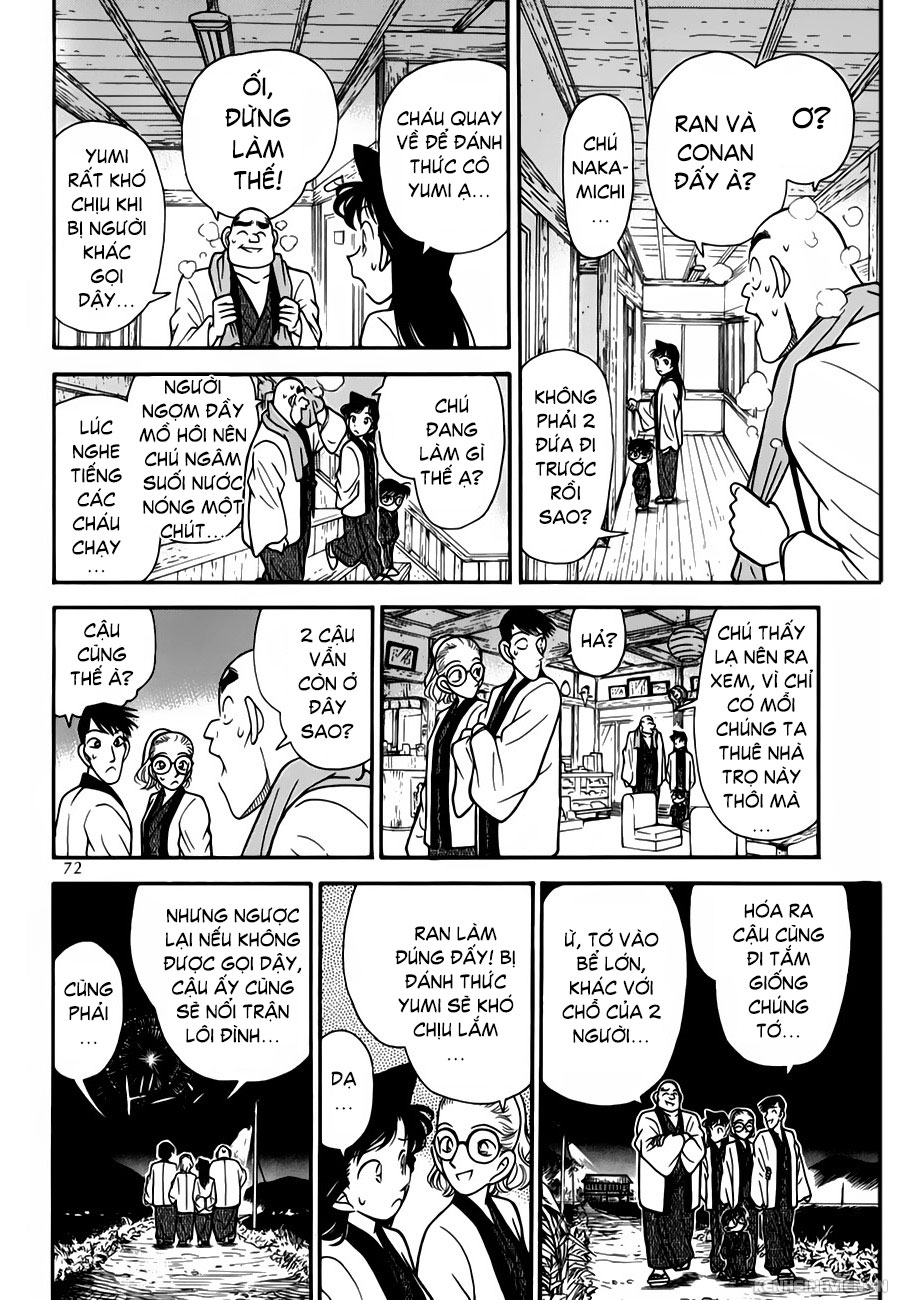 Ơ?
RAN VÀ
CONAN
ĐẤY À?
CHÚ
NAKA-
MICHI
...
KHÔNG
PHẢI 2
ĐỨA ĐI
TRƯỚC
RỒI
SAO?
CHÁU QUAY
VỀ ĐỂ ĐÁNH
THỨC CÔ
YUMI Ạ...
ỐI,
ĐỪNG
LÀM
THẾ!
YUMI
RẤT KHÓ
CHỊU KHI
BỊ NGƯỜI
KHÁC
GỌI
DẬY...
CHÚ
ĐANG
LÀM GÌ
THẾ Ạ?
NGƯỜI
NGỢM ĐẦY
MỒ HÔI NÊN
CHÚ NGÂM
SUỐI NƯỚC
NÓNG MỘT
CHÚT...
LÚC
NGHE
TIẾNG
CÁC
CHÁU
CHẠY
...
CHÚ THẤY
LẠ NÊN RA
XEM, VÌ CHỈ
CÓ MỖI
CHÚNG TA
THUÊ NHÀ
TRỌ NÀY
THÔI MÀ
...
HẢ?
2 CẬU
VẪN
CÒN Ở
ĐÂY
SAO?
CẬU
CŨNG
THẾ À?
72
HÓA RA
CẬU CŨNG
ĐI TẮM
GIỐNG
CHÚNG
TỚ...
Ừ, TỚ VÀO
BỂ LỚN,
KHÁC VỚI
CHỖ CỦA 2
NGƯỜI...
RAN LÀM
ĐÚNG ĐẤY! BỊ
ĐÁNH THỨC
YUMI SẼ KHÓ
CHỊU LẮM
...
DẠ
...
NHƯNG NGƯỢC
LẠI NẾU KHÔNG
ĐƯỢC GỌI DẬY,
CẬU ẤY CŨNG
SẼ NỔI TRẬN
LÔI ĐÌNH...
CŨNG
PHẢI
...